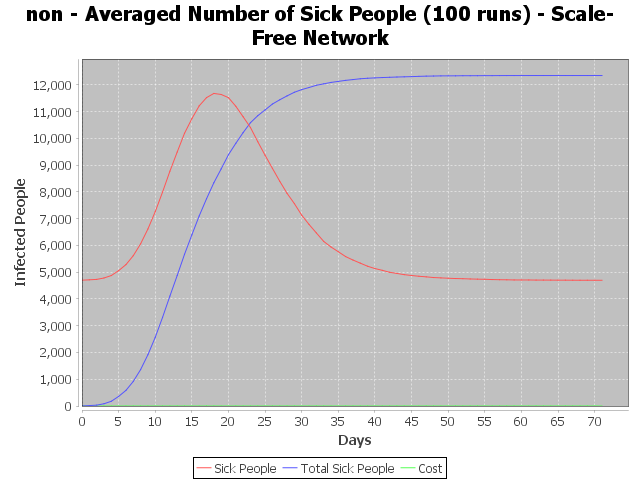 non - Averaged Number of Sick People (100 runs) - Scale-
Free Network
12,000
11,000
10,000
9,000
8,000
7,000
6,000
5,000
4,000
3,000
2,000
1,000
0
Infected People
0 5 10 15 20 25 30 35 40 45 50 55 60 65 70
Days
Sick People Total Sick People Cost